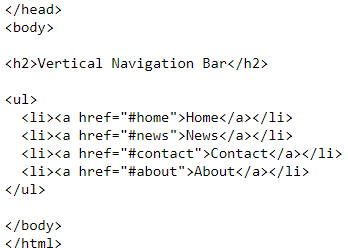 </head>
<body>

<h2>Vertical Navigation Bar</h2>

<ul>
  <li><a href="#home">Home</a></li>
  <li><a href="#news">News</a></li>
  <li><a href="#contact">Contact</a></li>
  <li><a href="#about">About</a></li>
</ul>

</body>
</html>